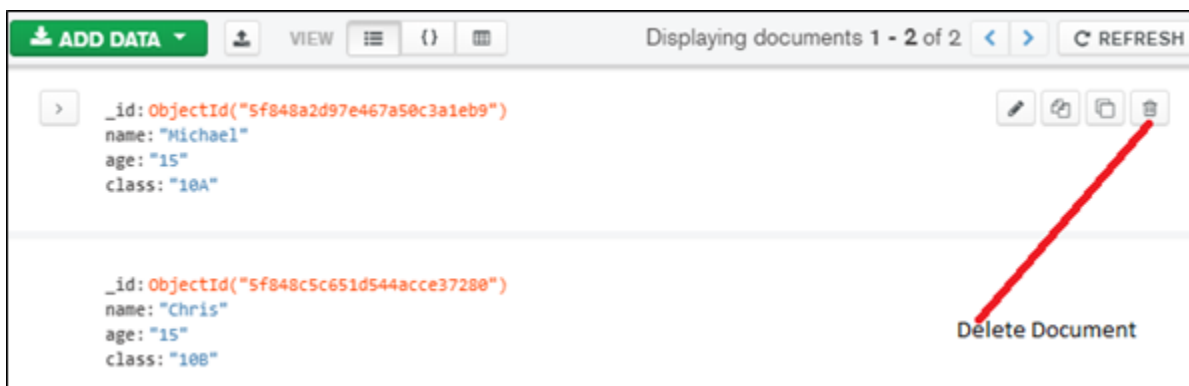 ADD DATA VIEW {} Displaying documents 1 - 2 of 2 < > REFRESH
> _id: ObjectId("5f848a2d97e467a50c3a1eb9")
name: "Michael"
age: "15"
class: "10A"
_id: ObjectId("5f848c5c651d544acce37280")
name: "Chris"
age: "15"
class: "10B"
Delete Document